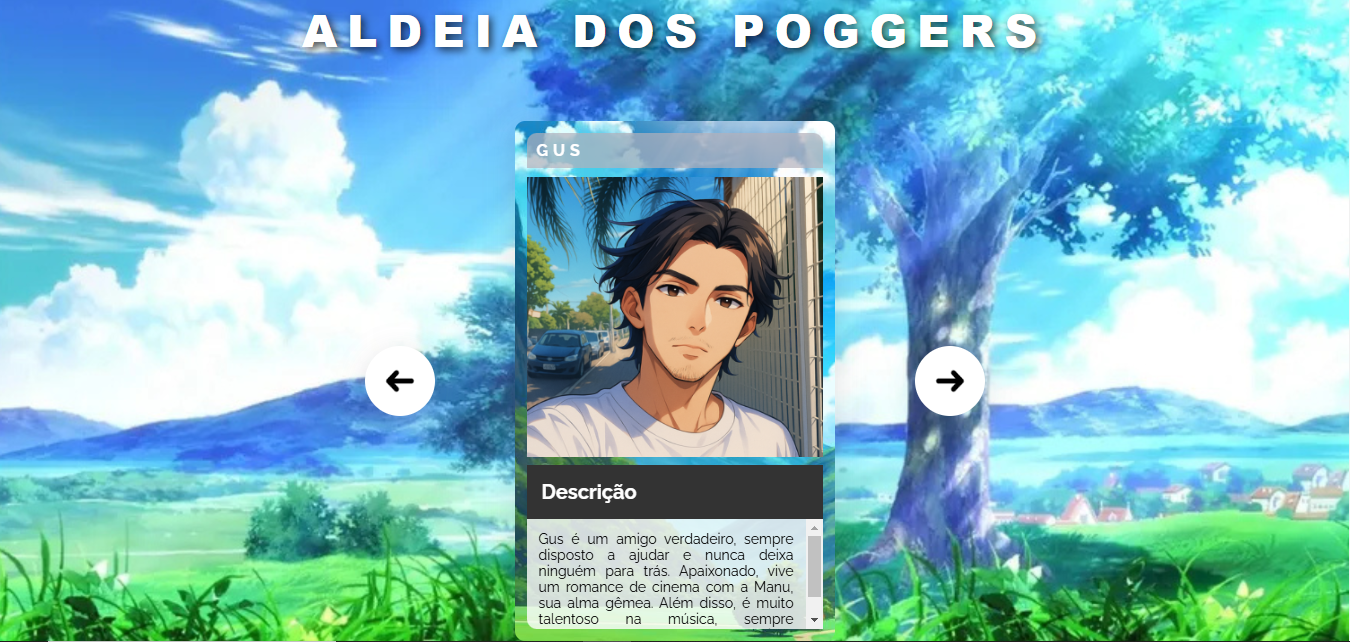 ALDEIA DOS POGGERS
GUS
Descrição
Gus é um amigo verdadeiro, sempre
disposto a ajudar e nunca deixa
ninguém para trás. Apaixonado, vive
um romance de cinema com a Manu,
sua alma gêmea. Além disso, é muito
talentoso na música, sempre